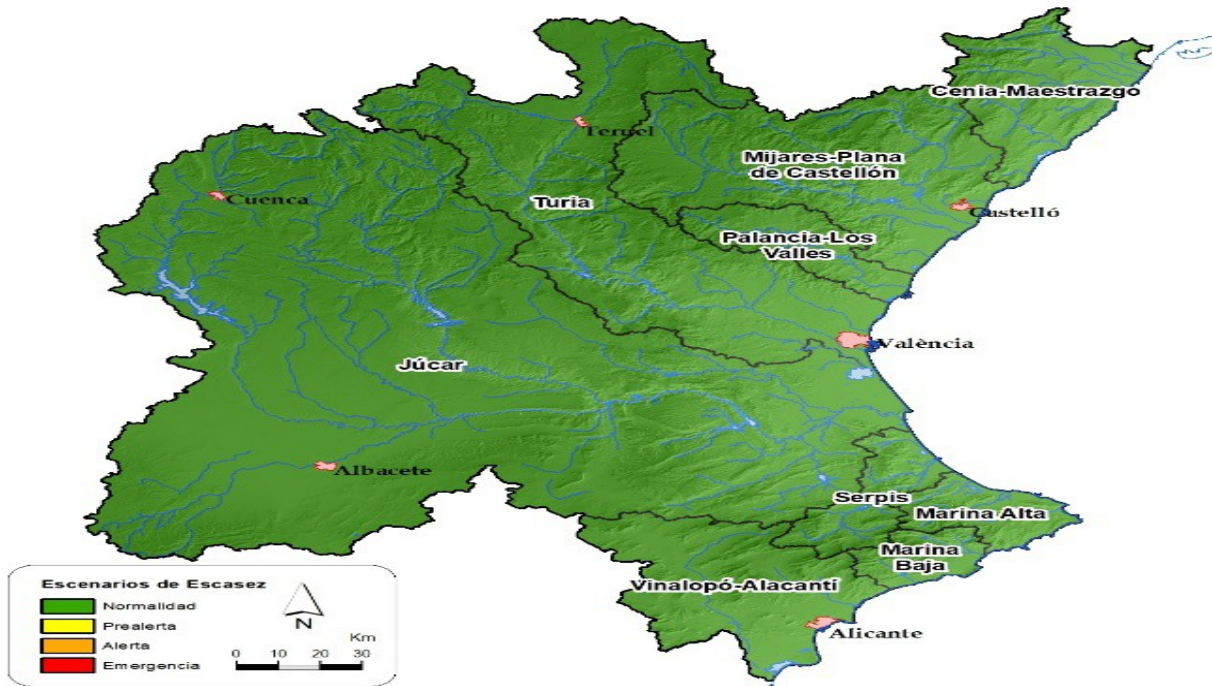 Cenia-Maestrazgo
Teruel
Mijares-Plana
de Castellón
Cuenca
Turia
Castelló
Palancia-Los
Valles
València
Júcar
Albacete
Serpis
Marina Alta
Marina
Baja
Vinalopó-Alacantí
Alicante
Escenarios de Escasez
Normalidad
Prealerta
Alerta
Emergencia
N
Km
0 10 20 30